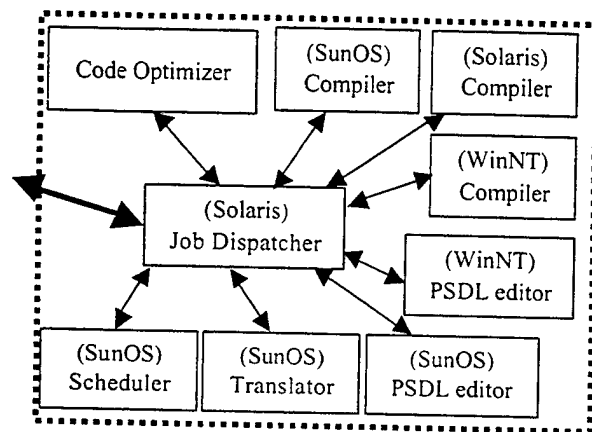 Code Optimizer
(SunOS)
Compiler
(Solaris)
Compiler
(WinNT)
Compiler
(Solaris)
Job Dispatcher
(WinNT)
PSDL editor
(SunOS)
Scheduler
(SunOS)
Translator
(SunOS)
PSDL editor